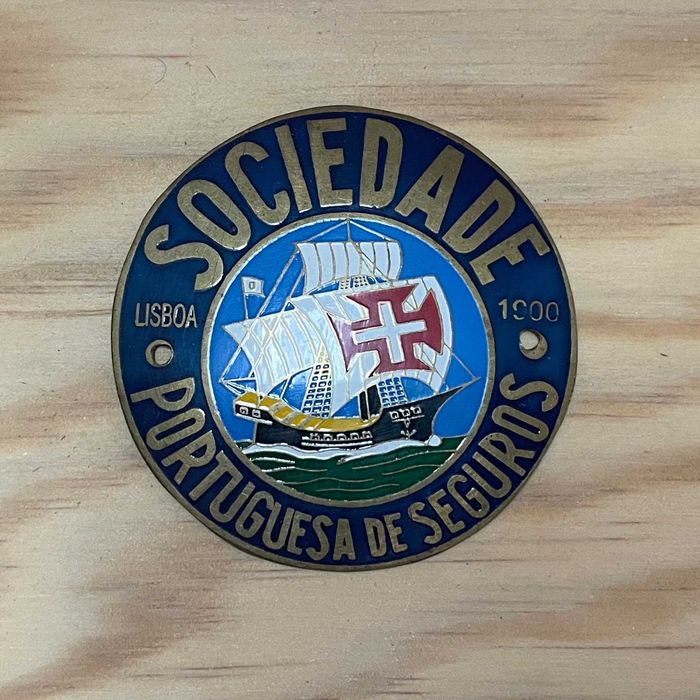 SOCIEDADE
LISBOA 1900
PORTUGUESA DE SEGUROS